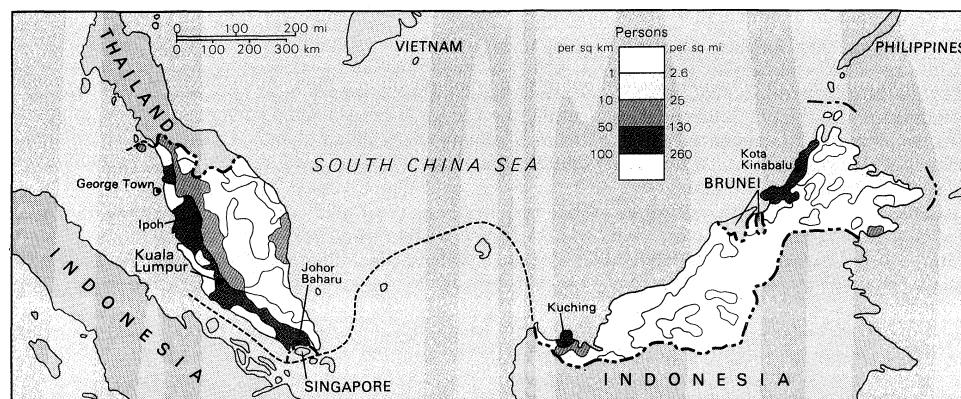 0 100 200 mi
0 100 200 300 km
THAILAND
VIETNAM
PHILIPPINES
Persons
per sq km per sq mi
1 2.6
10 25
50 130
100 260
SOUTH CHINA SEA
George Town
Ipoh
Kuala
Lumpur
Johor
Baharu
SINGAPORE
INDONESIA
Kota
Kinabalu
BRUNEI
Kuching
INDONESIA